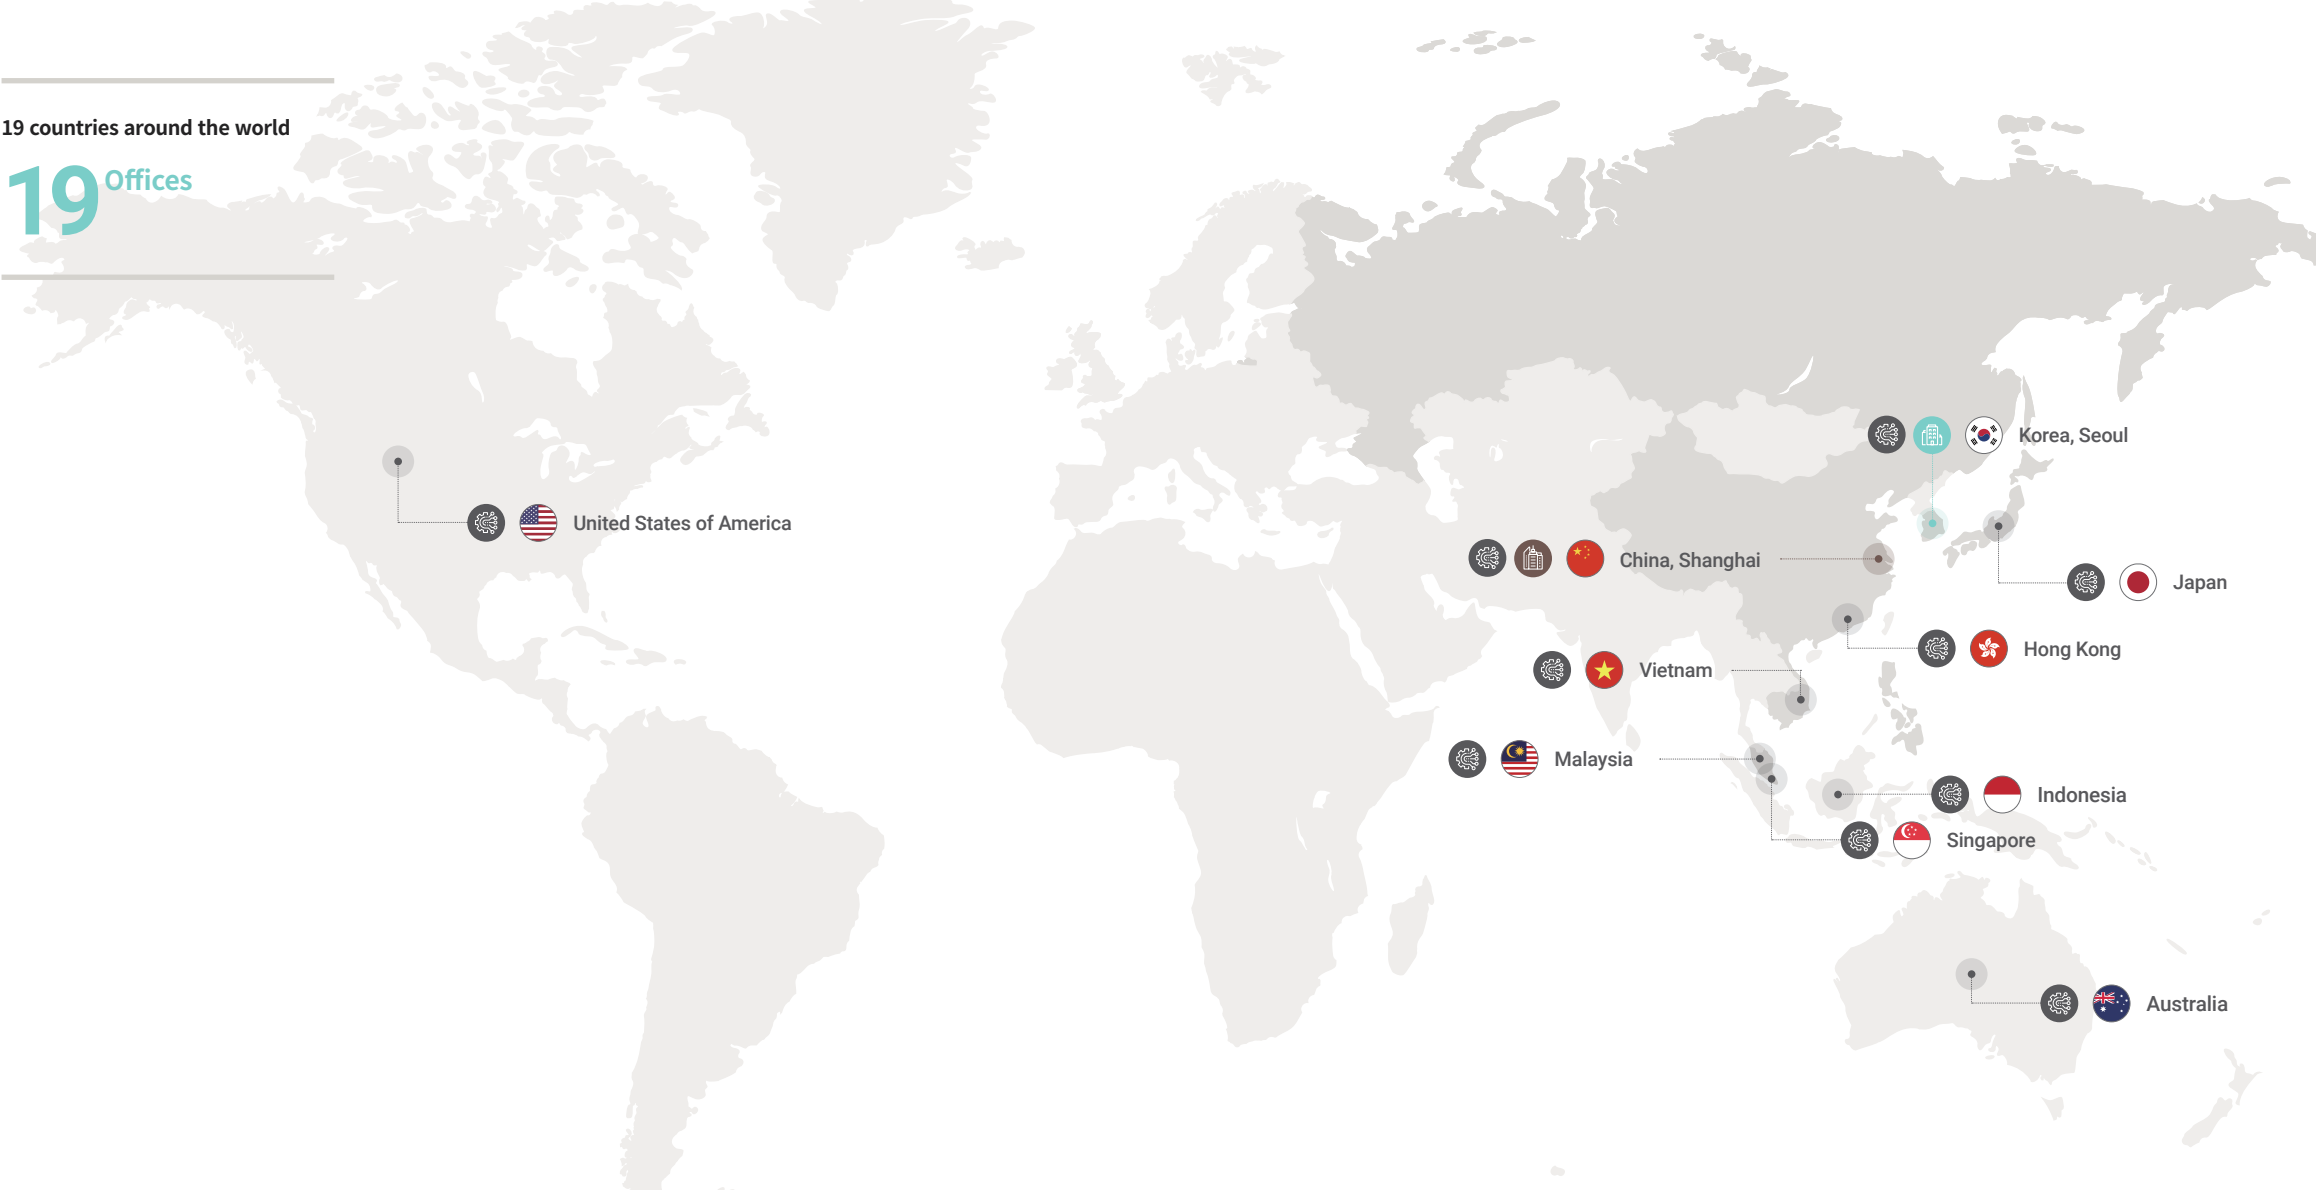 19 countries around the world
19 Offices
Korea, Seoul
United States of America
China, Shanghai
Japan
Hong Kong
Vietnam
Malaysia
Indonesia
Singapore
Australia